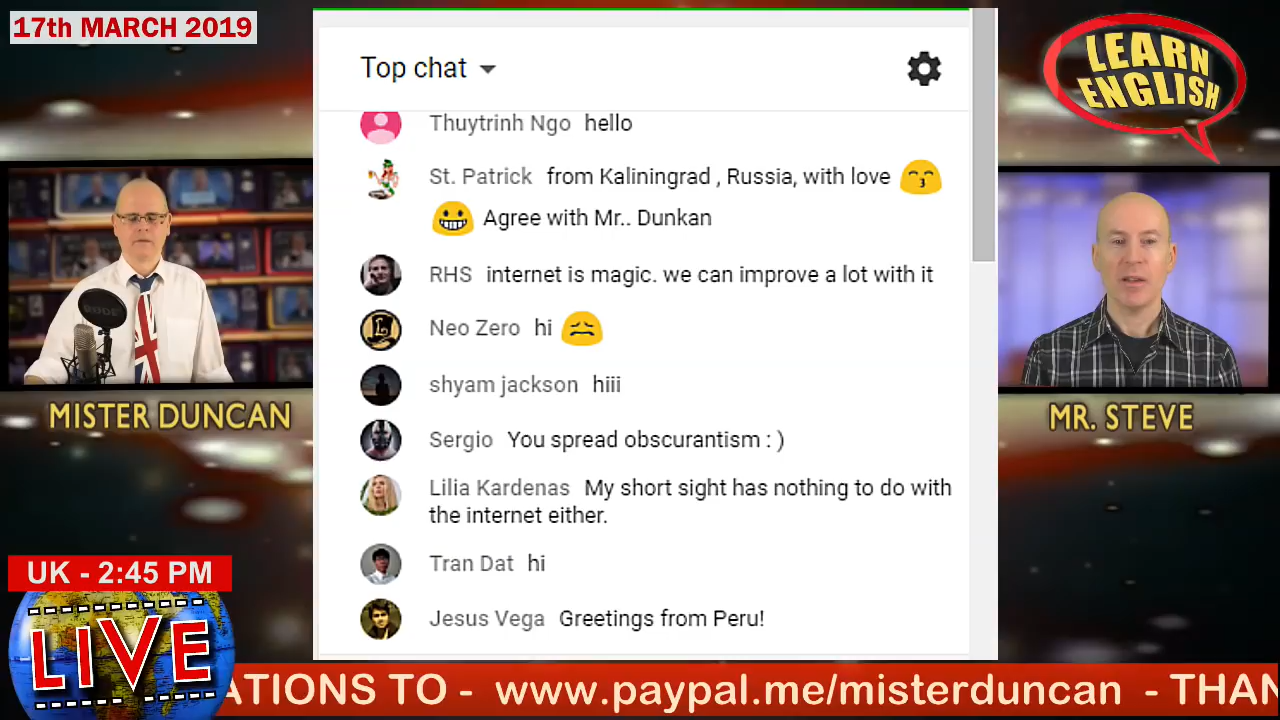 17th MARCH 2019
LEARN
ENGLISH
Top chat
Thuytrinh Ngo hello
St. Patrick from Kaliningrad , Russia, with love
Agree with Mr.. Dunkan
RHS internet is magic. we can improve a lot with it
Neo Zero hi
shyam jackson hiii
Sergio You spread obscurantism : )
Lilia Kardenas My short sight has nothing to do with
the internet either.
Tran Dat hi
Jesus Vega Greetings from Peru!
RODE
MISTER DUNCAN
MR. STEVE
UK - 2:45 PM
LIVE
ATIONS TO - www.paypal.me/misterduncan - THAN